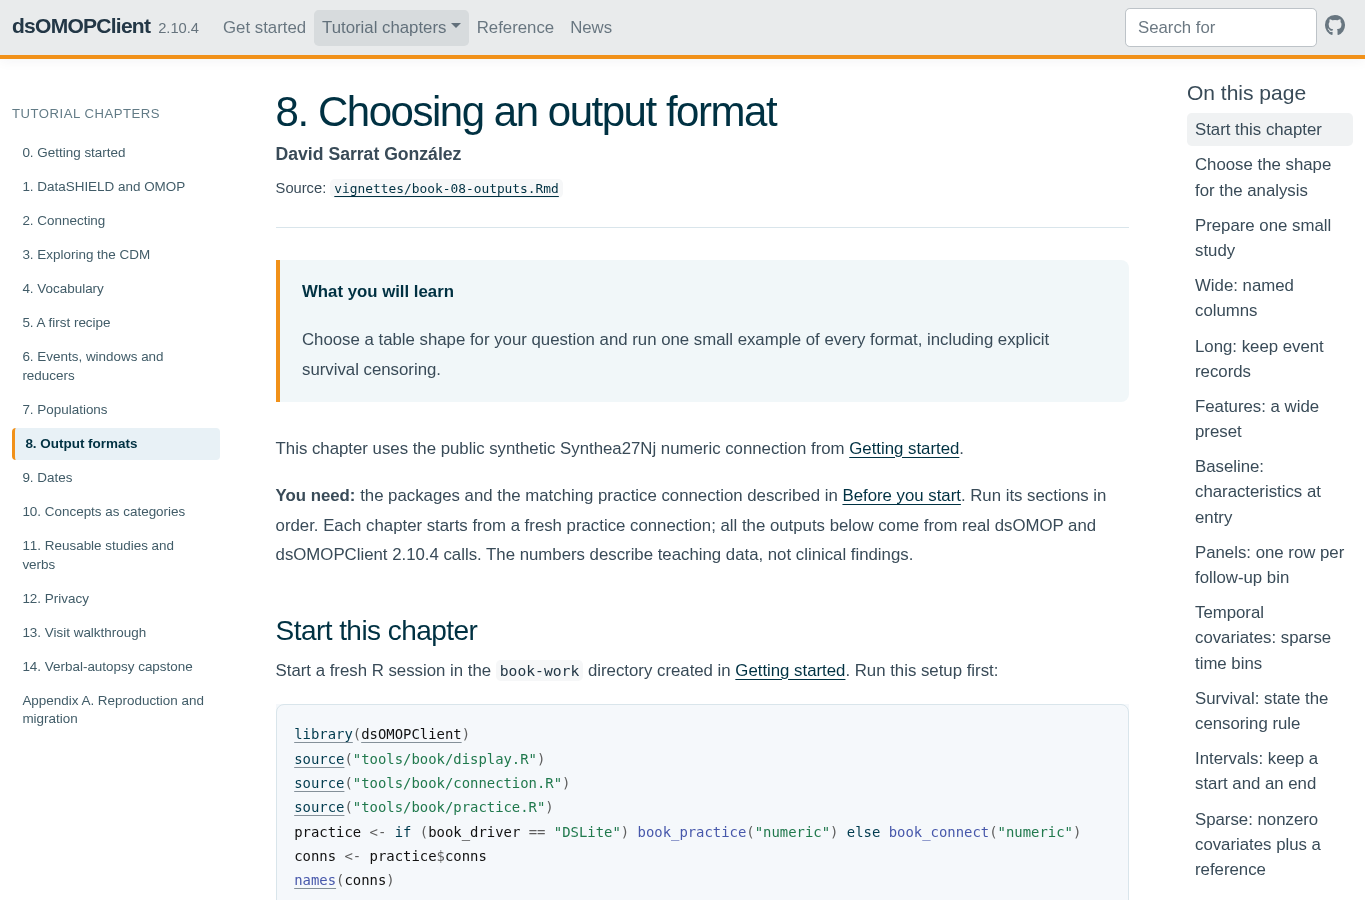 dsOMOPClient 2.10.4 Get started Tutorial chapters Reference News Search for
TUTORIAL CHAPTERS
0. Getting started
1. DataSHIELD and OMOP
2. Connecting
3. Exploring the CDM
4. Vocabulary
5. A first recipe
6. Events, windows and
reducers
7. Populations
8. Output formats
9. Dates
10. Concepts as categories
11. Reusable studies and
verbs
12. Privacy
13. Visit walkthrough
14. Verbal-autopsy capstone
Appendix A. Reproduction and
migration
8. Choosing an output format
David Sarrat González
Source: vignettes/book-08-outputs.Rmd
What you will learn
Choose a table shape for your question and run one small example of every format, including explicit
survival censoring.
This chapter uses the public synthetic Synthea27Nj numeric connection from Getting started.
You need: the packages and the matching practice connection described in Before you start. Run its sections in
order. Each chapter starts from a fresh practice connection; all the outputs below come from real dsOMOP and
dsOMOPClient 2.10.4 calls. The numbers describe teaching data, not clinical findings.
Start this chapter
Start a fresh R session in the book-work directory created in Getting started. Run this setup first:
library(dsOMOPClient)
source("tools/book/display.R")
source("tools/book/connection.R")
source("tools/book/practice.R")
practice <- if (book_driver == "DSLite") book_practice("numeric") else book_connect("numeric")
conns <- practice$conns
names(conns)
On this page
Start this chapter
Choose the shape
for the analysis
Prepare one small
study
Wide: named
columns
Long: keep event
records
Features: a wide
preset
Baseline:
characteristics at
entry
Panels: one row per
follow-up bin
Temporal
covariates: sparse
time bins
Survival: state the
censoring rule
Intervals: keep a
start and an end
Sparse: nonzero
covariates plus a
reference